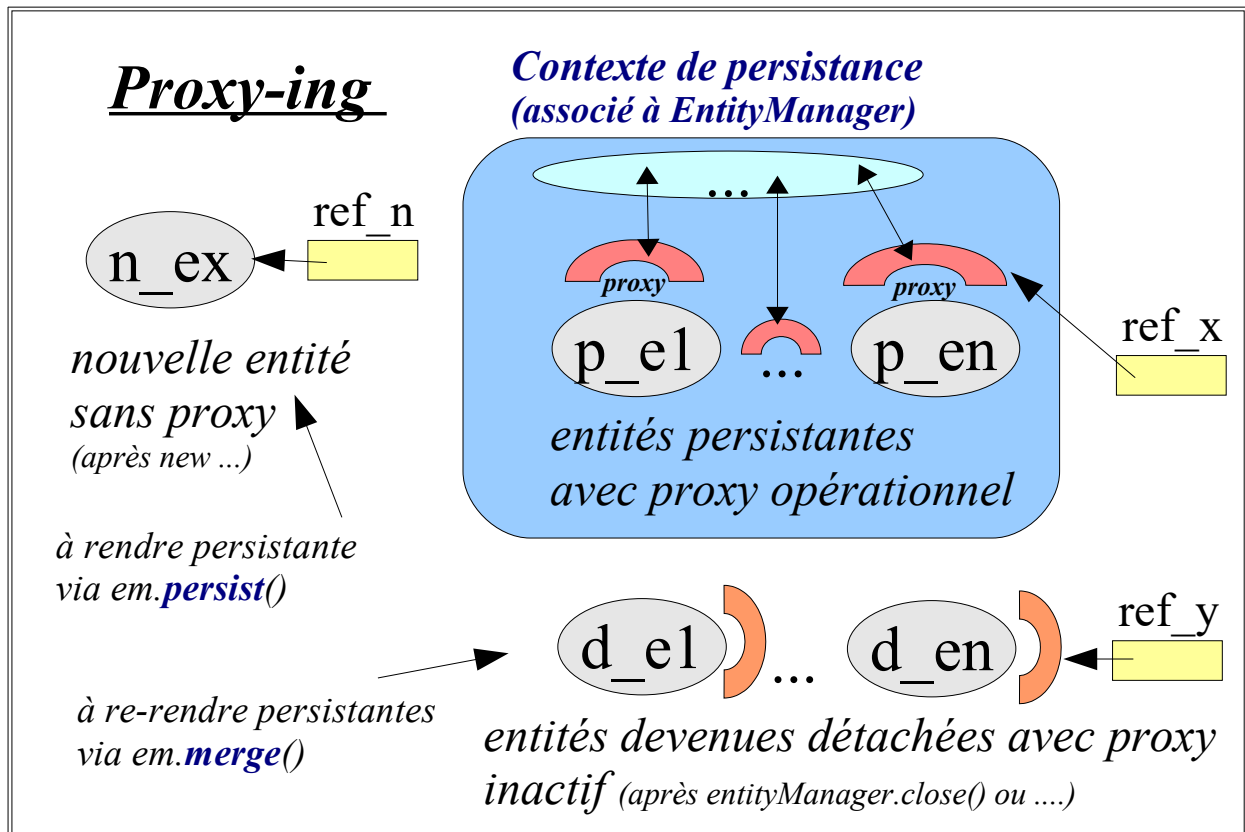 Proxy-ing
Contexte de persistance
(associé à EntityManager)
...
ref_n
n_ex
proxy
proxy
p_e1
...
p_en
ref_x
nouvelle entité
sans proxy
(après new ...)
entités persistantes
avec proxy opérationnel
à rendre persistante
via em.persist()
d_e1
...
d_en
ref_y
à re-rendre persistantes
via em.merge()
entités devenues détachées avec proxy
inactif (après entityManager.close() ou ....)